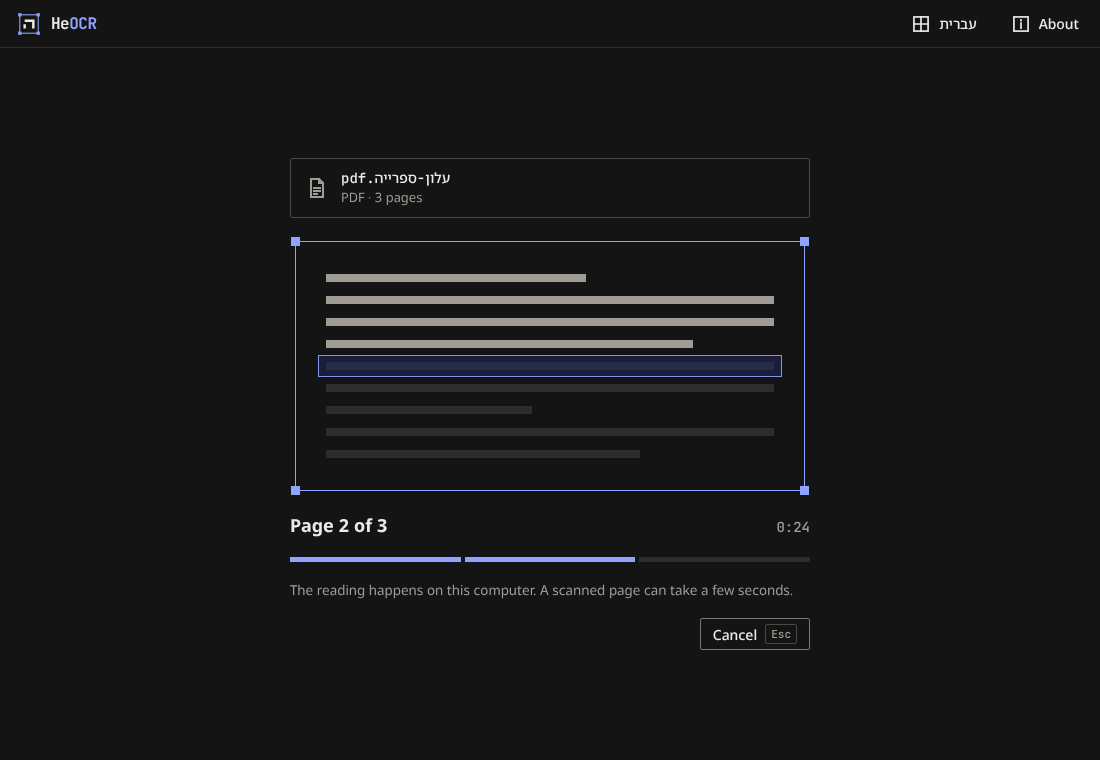 HeOCR
עברית
About
עלון-ספרייה.pdf
PDF · 3 pages
Page 2 of 3
0:24
The reading happens on this computer. A scanned page can take a few seconds.
Cancel Esc